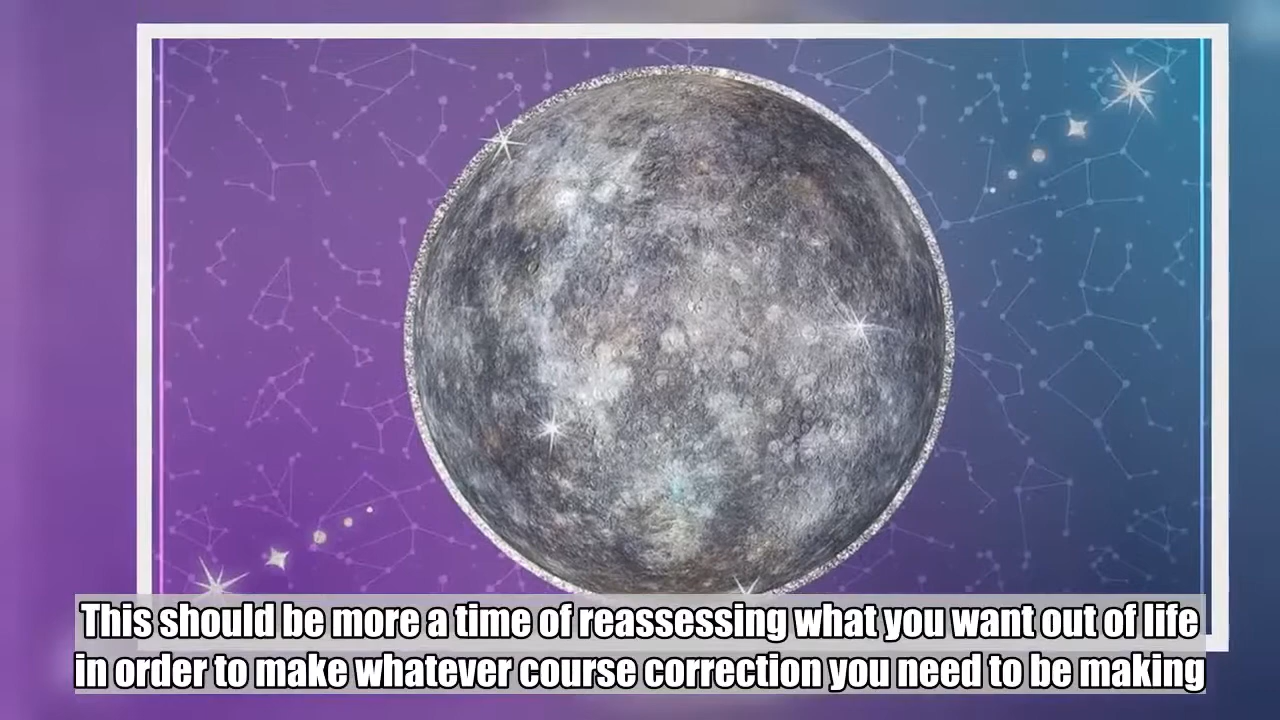 This should be more a time of reassessing what you want out of life
in order to make whatever course correction you need to be making